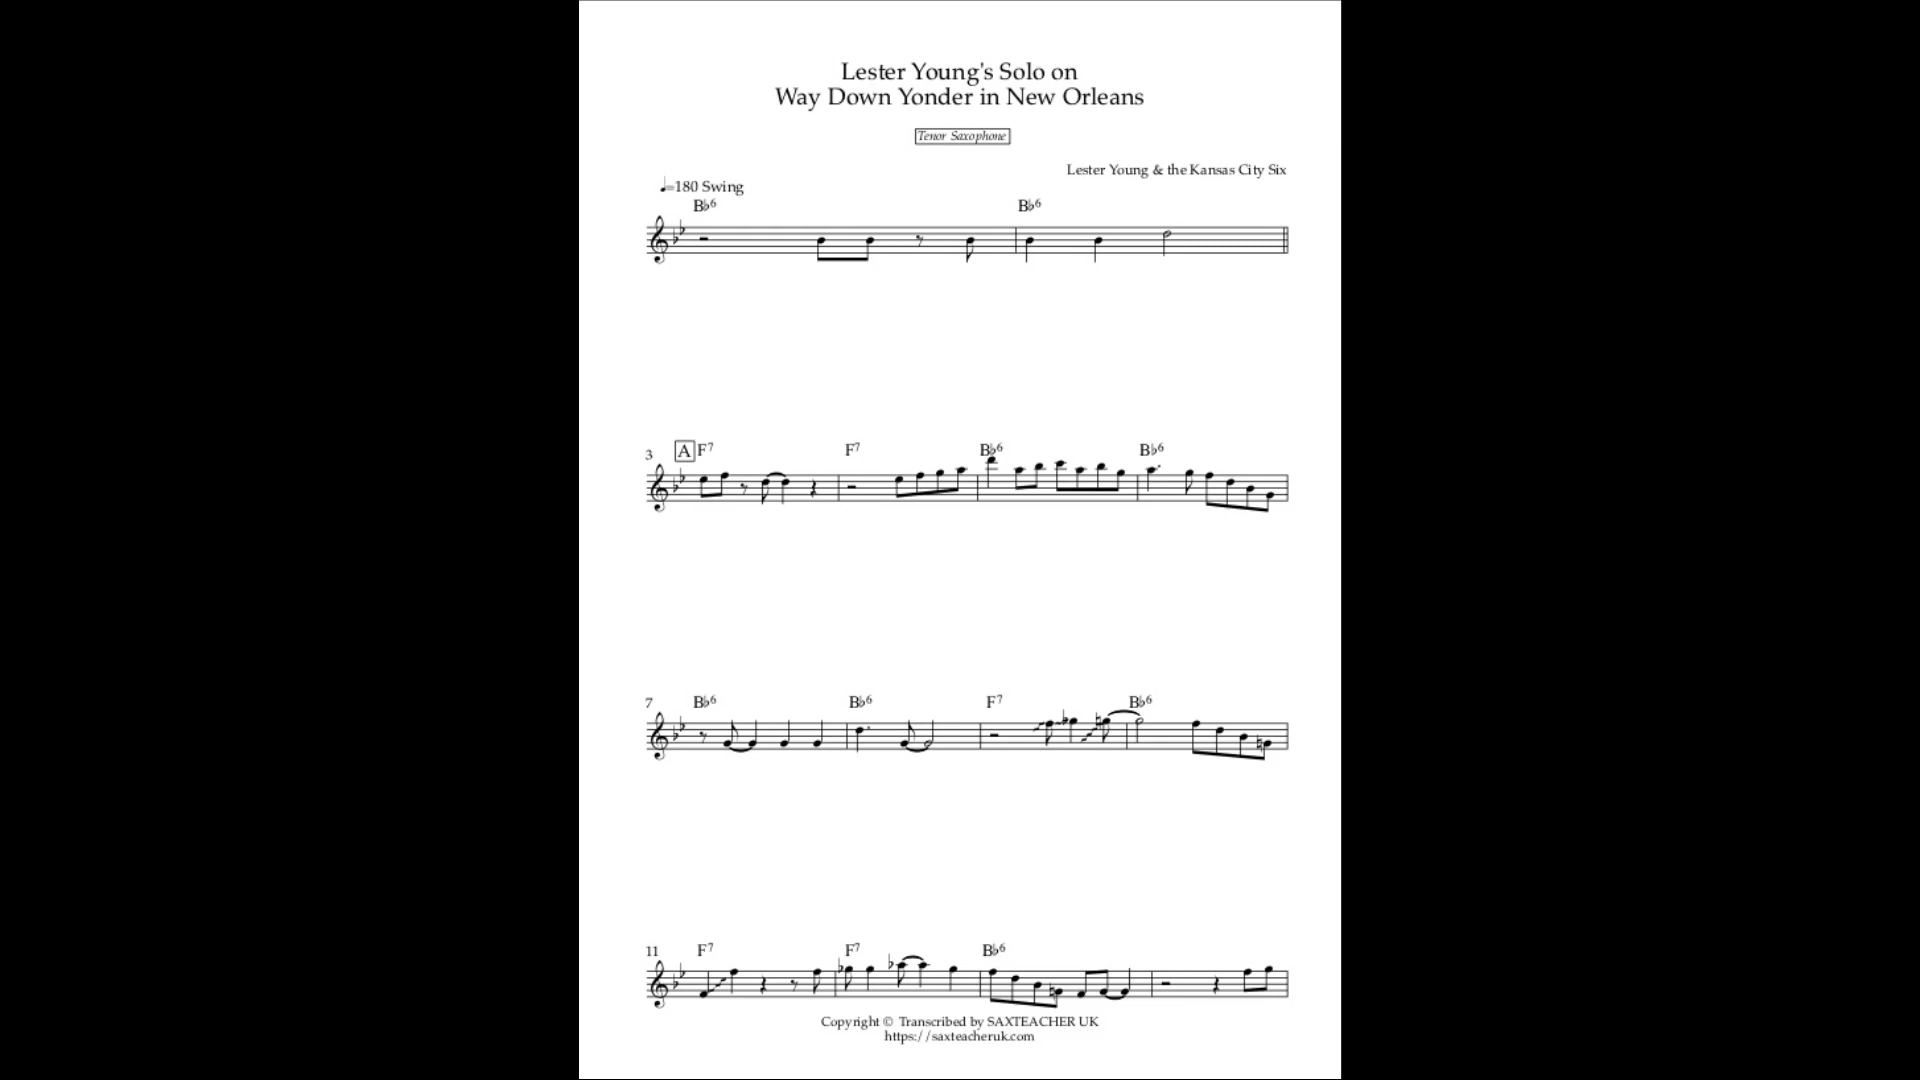 Lester Young's Solo on
Way Down Yonder in New Orleans
Tenor Saxophone
Lester Young & the Kansas City Six
♩=180 Swing
B♭6 B♭6
3 A F7 F7 B♭6 B♭6
7 B♭6 B♭6 F7 B♭6
11 F7 F7 B♭6
Copyright © Transcribed by SAXTEACHER UK
https://saxteacheruk.com